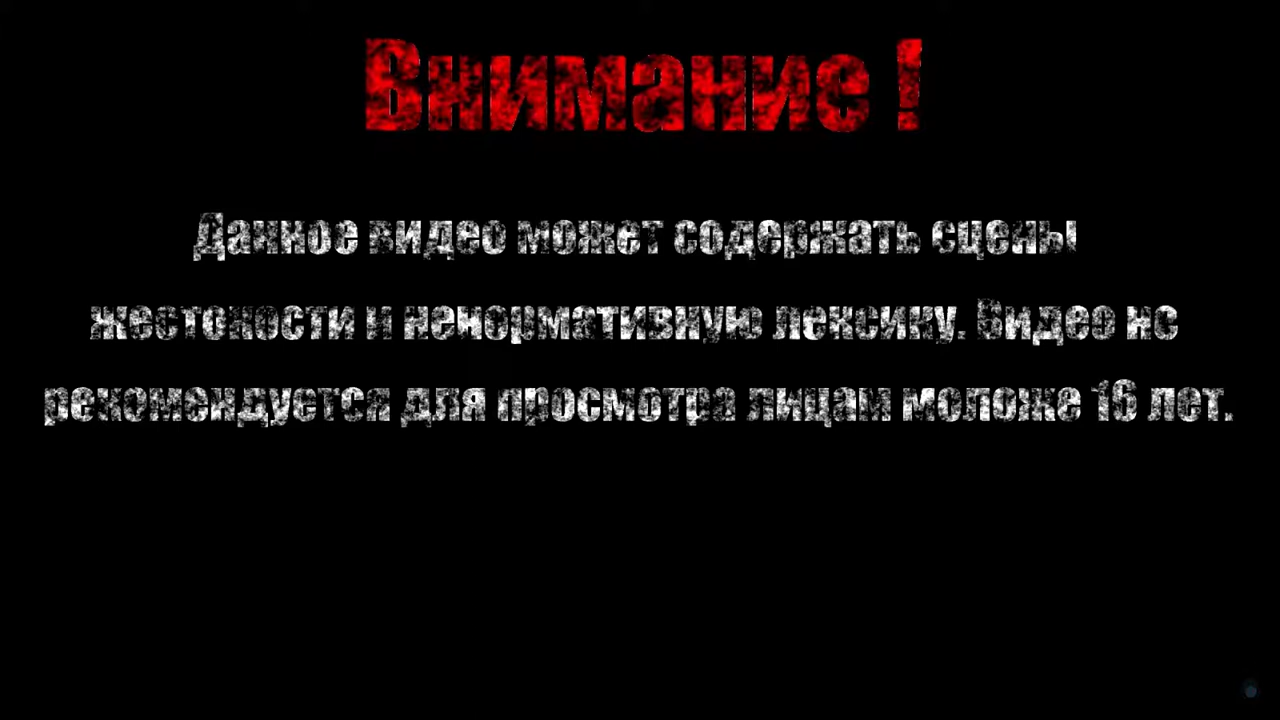 Внимание !
Данное видео может содержать сцены
жестокости и ненормативную лексику. Видео не
рекомендуется для просмотра лицам моложе 16 лет.